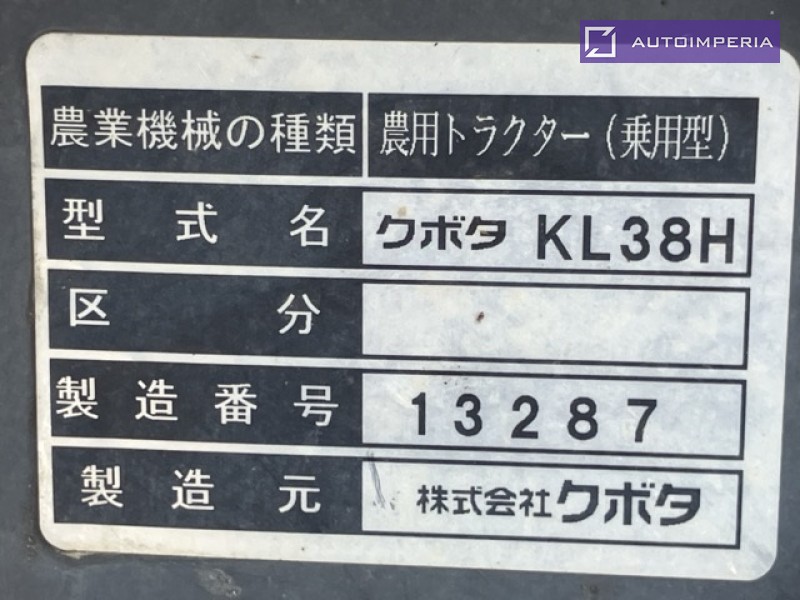 AUTOIMPERIA
農業機械の種類 農用トラクター(乗用型)
型式名 クボタ KL38H
区分
製造番号 13287
製造元 株式会社クボタ